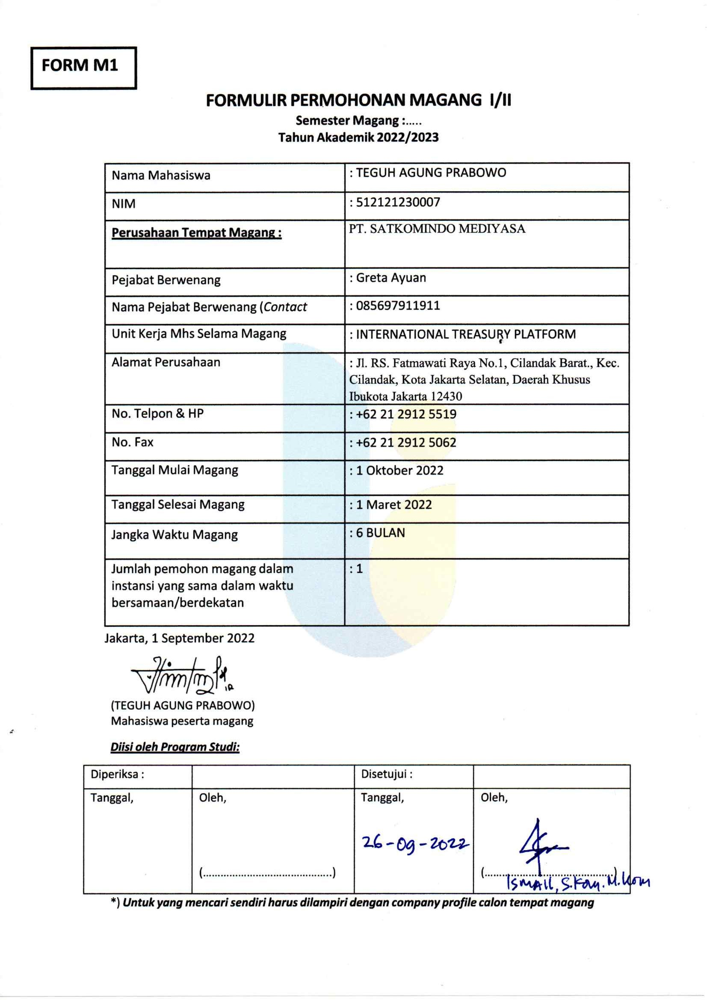 FORM M1
FORMULIR PERMOHONAN MAGANG I/II
Semester Magang :.....
Tahun Akademik 2022/2023
Nama Mahasiswa : TEGUH AGUNG PRABOWO
NIM : 512121230007
Perusahaan Tempat Magang : PT. SATKOMINDO MEDIYASA
Pejabat Berwenang : Greta Ayuan
Nama Pejabat Berwenang (Contact : 085697911911
Unit Kerja Mhs Selama Magang : INTERNATIONAL TREASURY PLATFORM
Alamat Perusahaan : Jl. RS. Fatmawati Raya No.1, Cilandak Barat., Kec.
Cilandak, Kota Jakarta Selatan, Daerah Khusus
Ibukota Jakarta 12430
No. Telpon & HP : +62 21 2912 5519
No. Fax : +62 21 2912 5062
Tanggal Mulai Magang : 1 Oktober 2022
Tanggal Selesai Magang : 1 Maret 2022
Jangka Waktu Magang : 6 BULAN
Jumlah pemohon magang dalam : 1
instansi yang sama dalam waktu
bersamaan/berdekatan
Jakarta, 1 September 2022
(TEGUH AGUNG PRABOWO)
Mahasiswa peserta magang
Diisi oleh Program Studi:
Diperiksa : Disetujui :
Tanggal, Oleh, Tanggal, Oleh,
26-09-2022
(.............................................) (.............................................)
ISMAIL, S.Kom. M.Kom
*) Untuk yang mencari sendiri harus dilampiri dengan company profile calon tempat magang